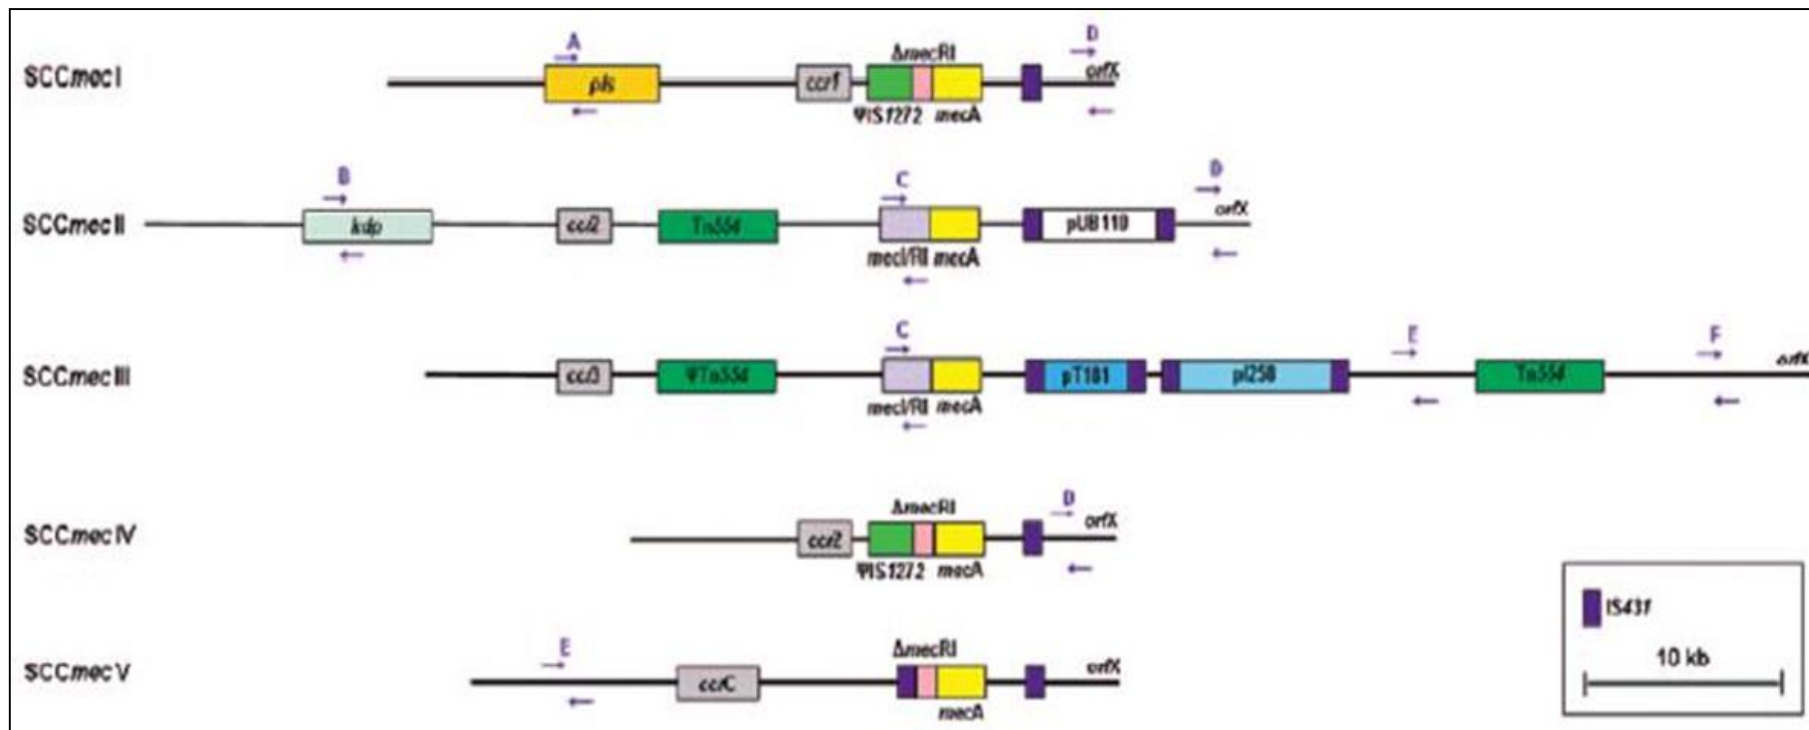 A D
ΔmecRI
SCCmec I pls ccr1 orfX
ΨIS1272 mecA
B C D
SCCmec II kdp ccr2 Tn554 pUB110 orfX
mecI/RI mecA
C E F
SCCmec III ccr3 ΨTn554 pT181 pI258 Tn554 orfX
mecI/RI mecA
ΔmecRI D
SCCmec IV ccr2 orfX
ΨIS1272 mecA
E ΔmecRI
SCCmec V ccrC orfX
mecA
IS431
10 kb